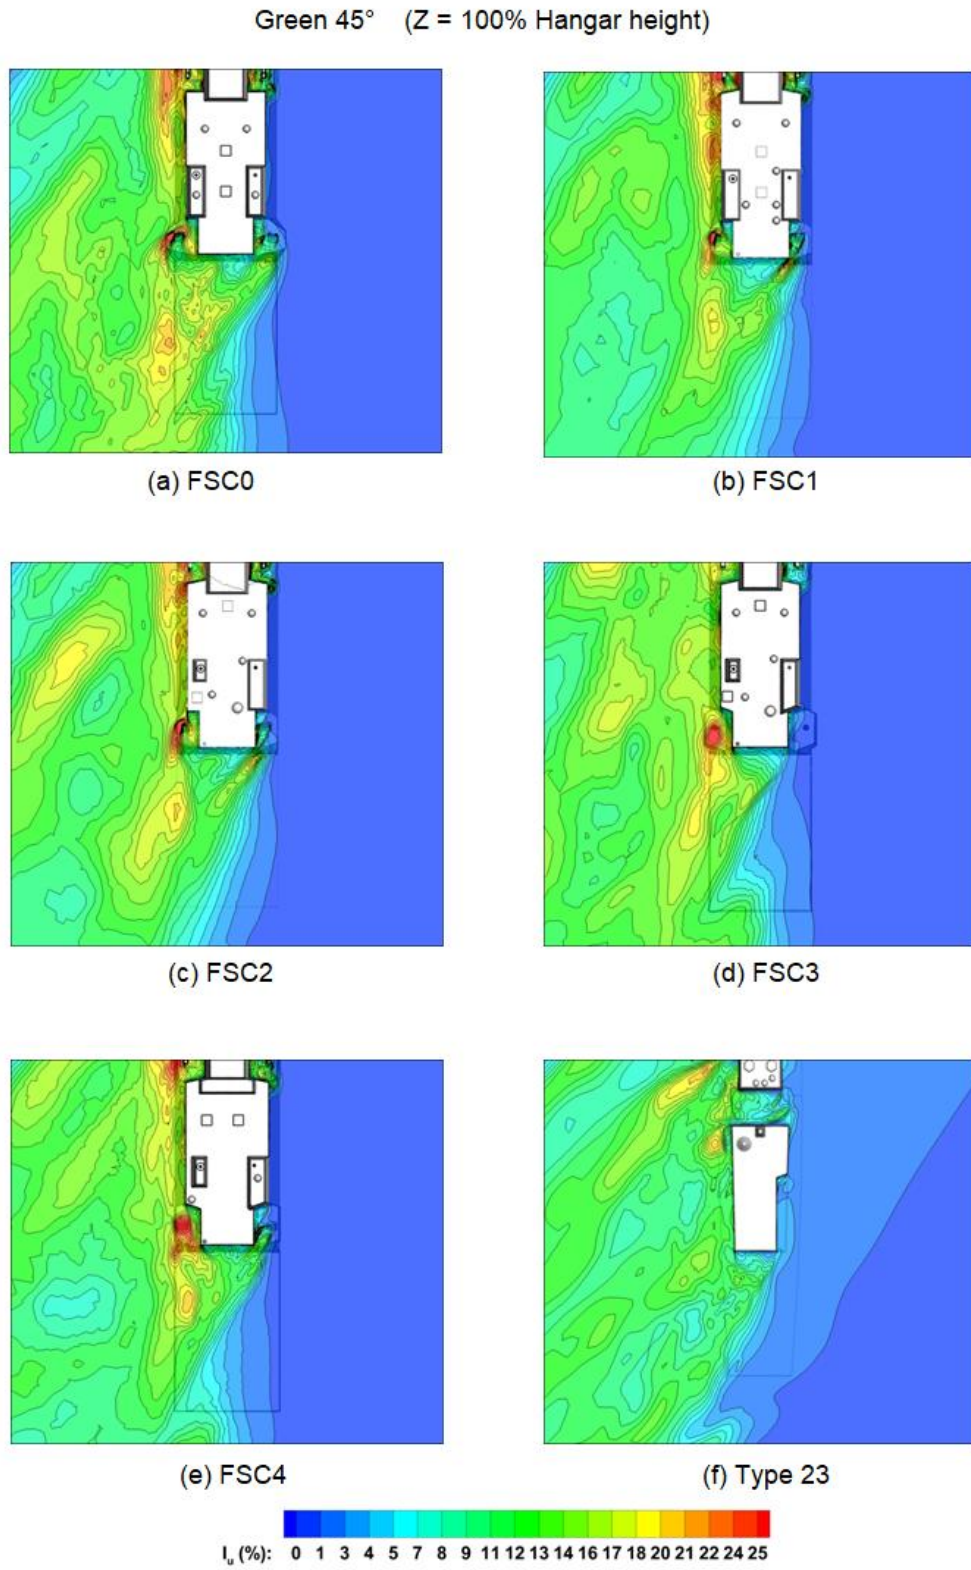 Green 45° (Z = 100% Hangar height)
(a) FSC0
(b) FSC1
(c) FSC2
(d) FSC3
(e) FSC4
(f) Type 23
I_u (%): 0 1 3 4 5 7 8 9 11 12 13 14 16 17 18 20 21 22 24 25